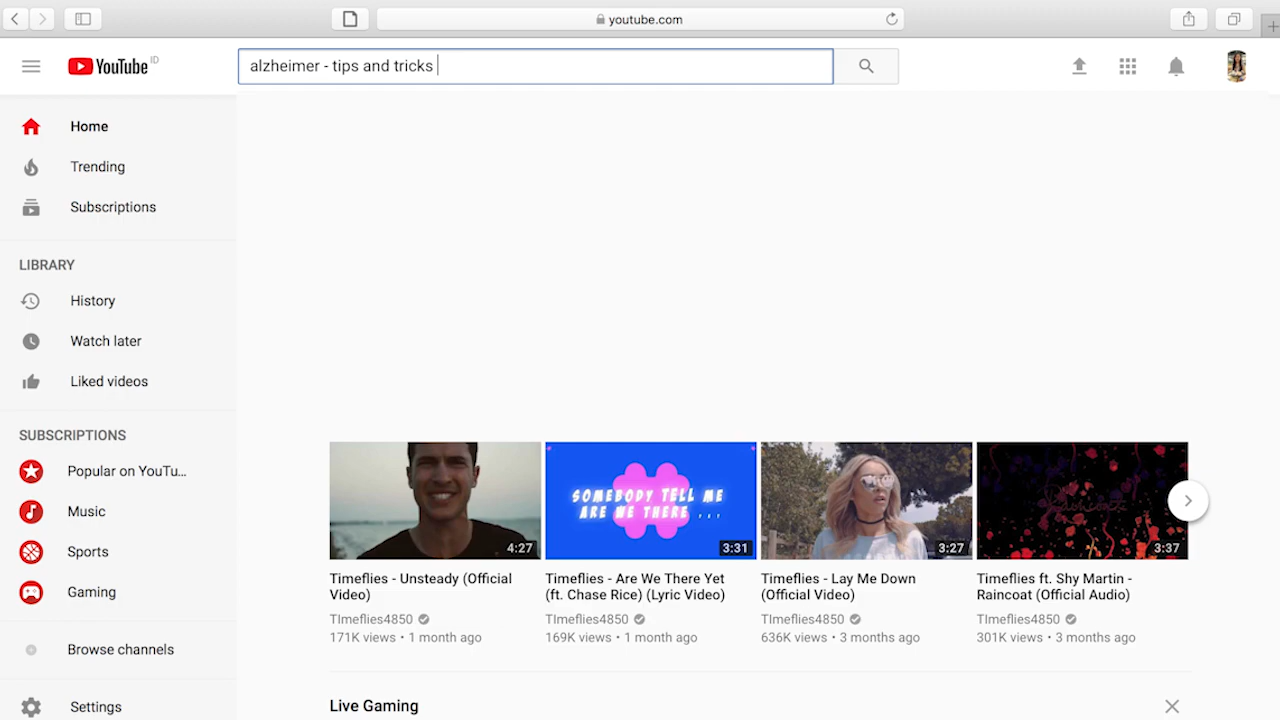 youtube.com
YouTube ID
alzheimer - tips and tricks
Home
Trending
Subscriptions
LIBRARY
History
Watch later
Liked videos
SUBSCRIPTIONS
Popular on YouTu...
Music
Sports
Gaming
Browse channels
Settings
4:27
SOMEBODY TELL ME
ARE WE THERE ...
3:31
3:27
3:37
Timeflies - Unsteady (Official
Video)
TImeflies4850
171K views • 1 month ago
Timeflies - Are We There Yet
(ft. Chase Rice) (Lyric Video)
TImeflies4850
169K views • 1 month ago
Timeflies - Lay Me Down
(Official Video)
TImeflies4850
636K views • 3 months ago
Timeflies ft. Shy Martin -
Raincoat (Official Audio)
TImeflies4850
301K views • 3 months ago
Live Gaming